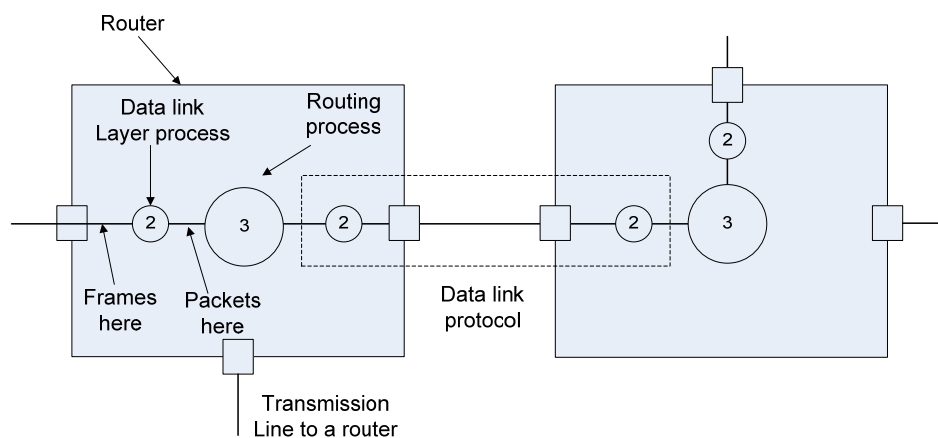 Router
Data link
Layer process
Routing
process
2
3
2
2
3
2
Frames
here
Packets
here
Data link
protocol
Transmission
Line to a router